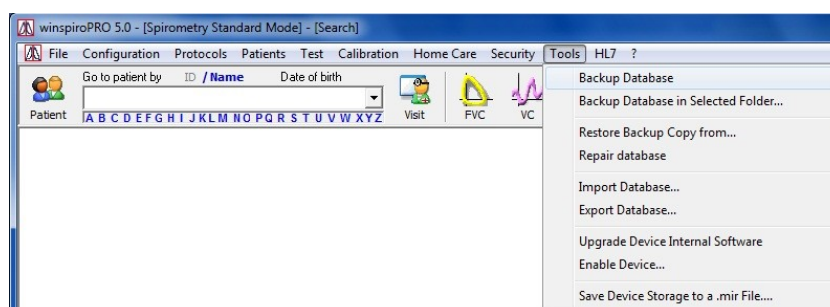 winspiroPRO 5.0 - [Spirometry Standard Mode] - [Search]
File Configuration Protocols Patients Test Calibration Home Care Security Tools HL7 ?
Go to patient by ID / Name Date of birth
Patient A B C D E F G H I J K L M N O P Q R S T U V W X Y Z Visit FVC VC
Backup Database
Backup Database in Selected Folder...
Restore Backup Copy from...
Repair database
Import Database...
Export Database...
Upgrade Device Internal Software
Enable Device...
Save Device Storage to a .mir File....